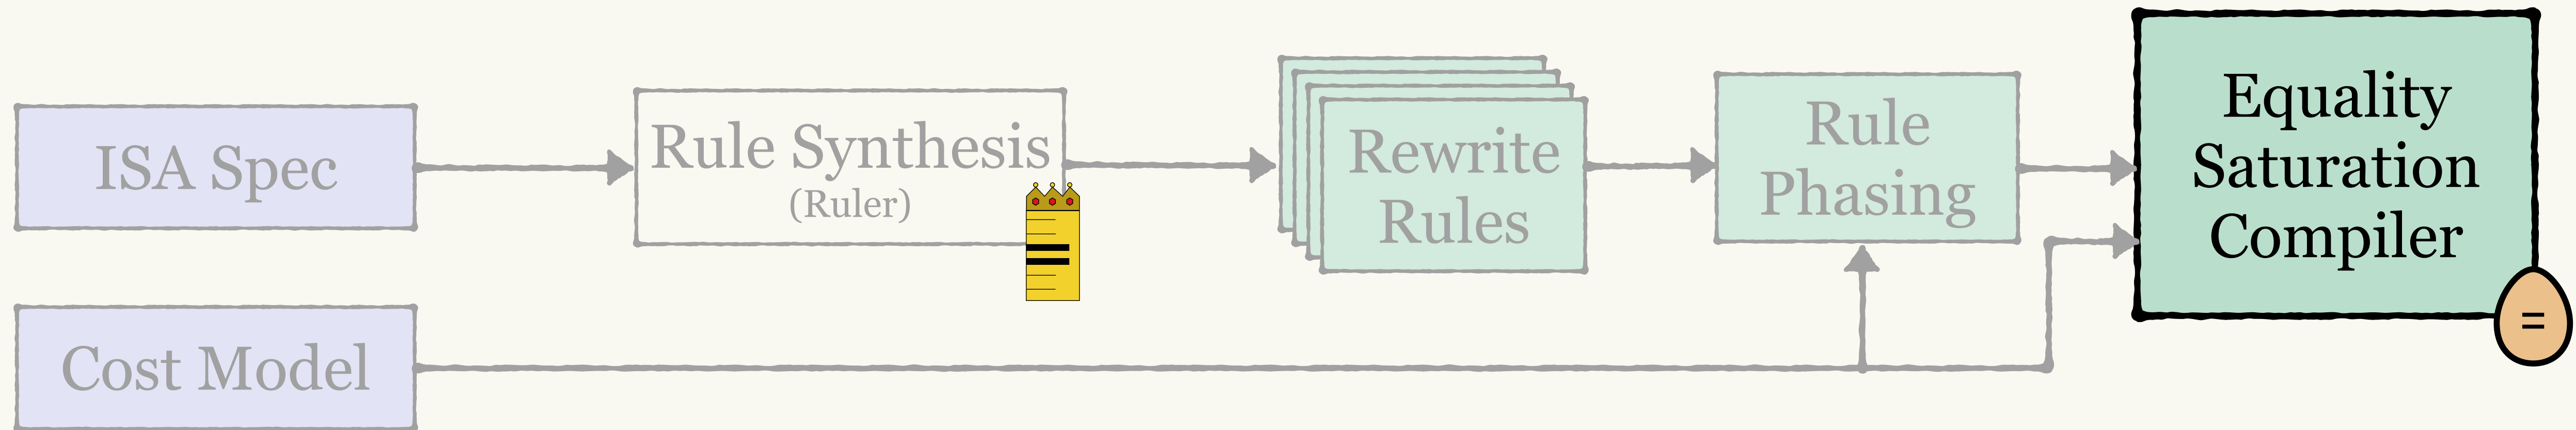 ISA Spec
Rule Synthesis
(Ruler)
Rewrite
Rules
Rule
Phasing
Equality
Saturation
Compiler
=
Cost Model